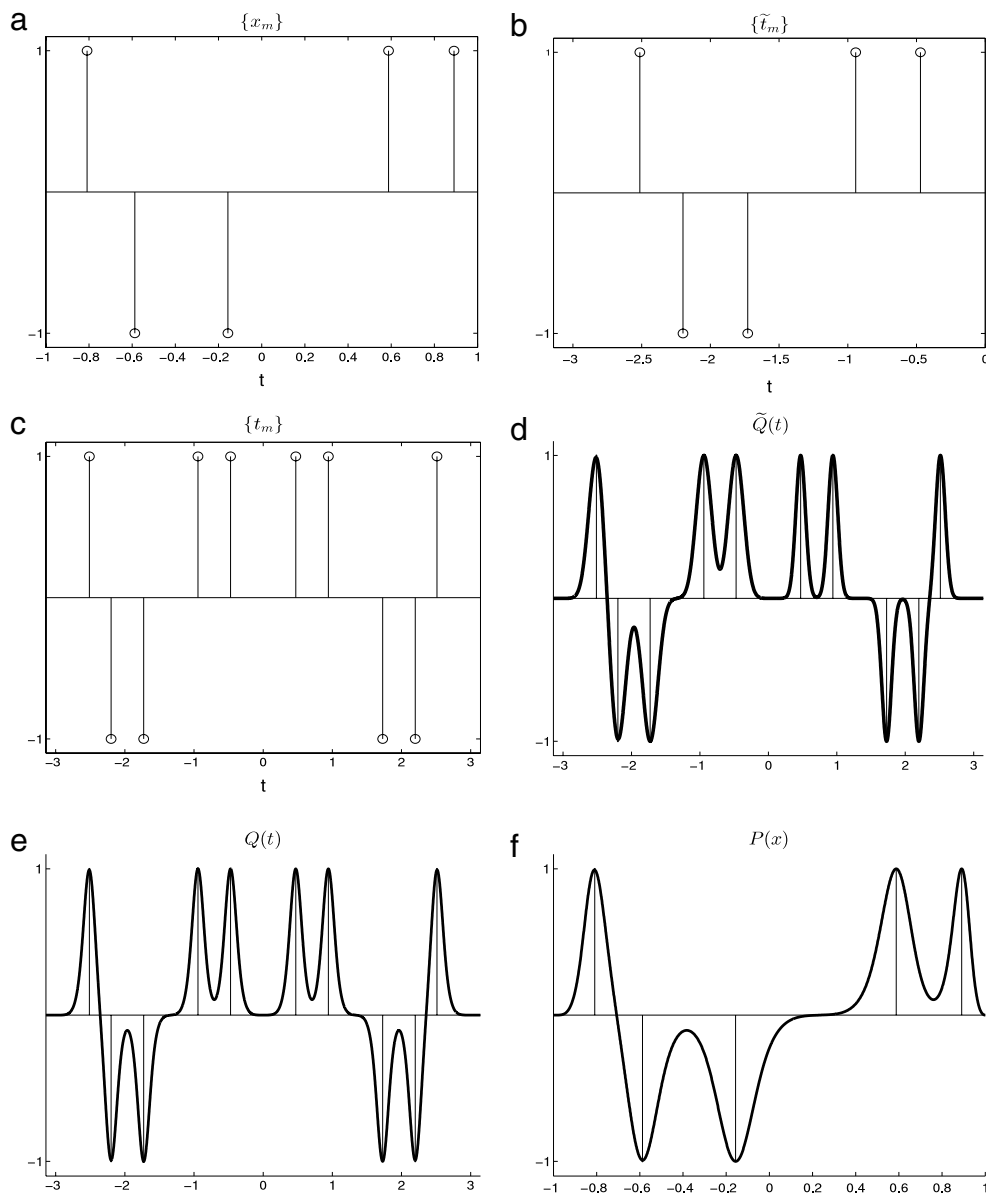 a
{x_m}
1
−1
−1 −0.8 −0.6 −0.4 −0.2 0 0.2 0.4 0.6 0.8 1
t
b
{t̃_m}
1
−1
−3 −2.5 −2 −1.5 −1 −0.5 0
t
c
{t_m}
1
−1
−3 −2 −1 0 1 2 3
t
d
Q̃(t)
1
−1
−3 −2 −1 0 1 2 3
e
Q(t)
1
−1
−3 −2 −1 0 1 2 3
f
P(x)
1
−1
−1 −0.8 −0.6 −0.4 −0.2 0 0.2 0.4 0.6 0.8 1